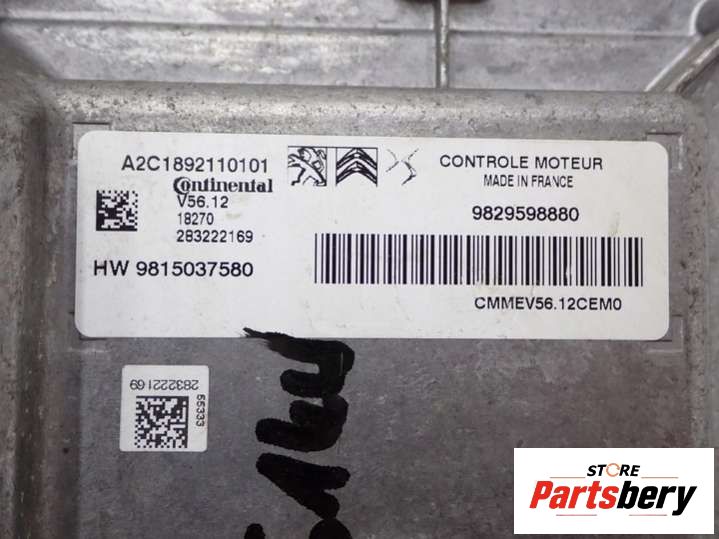 A2C1892110101
Continental
V56.12
18270
283222169
HW 9815037580
CONTROLE MOTEUR
MADE IN FRANCE
9829598880
CMMEV56.12CEM0
283222169
55333
STORE
Partsbery